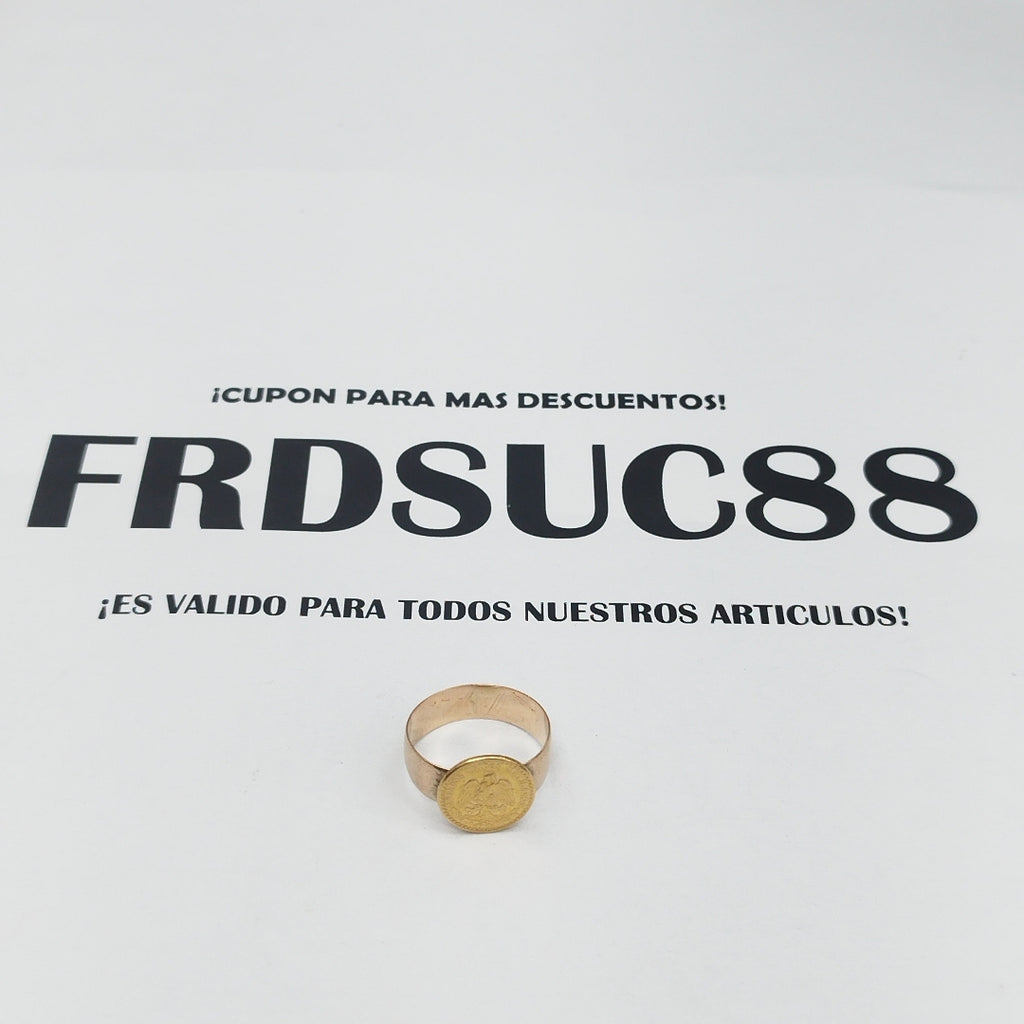 ¡CUPON PARA MAS DESCUENTOS!
FRDSUC88
¡ES VALIDO PARA TODOS NUESTROS ARTICULOS!